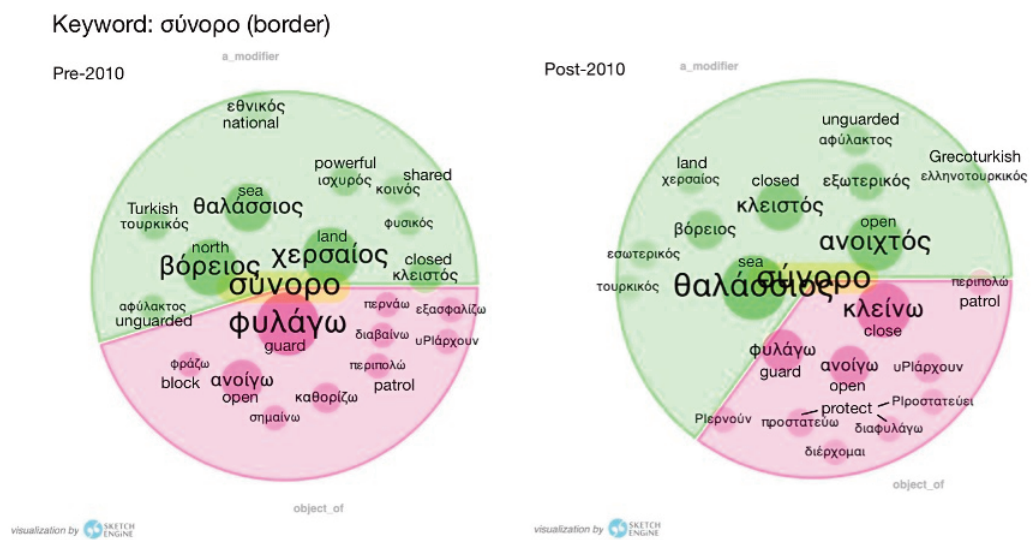 Keyword: σύνορο (border)
Pre-2010
a_modifier
εθνικός
national
powerful
ισχυρός
shared
κοινός
sea
θαλάσσιος
Turkish
τουρκικός
φυσικός
north
βόρειος
land
χερσαίος
closed
κλειστός
σύνορο
αφύλακτος
unguarded
φυλάγω
guard
περνάω
εξασφαλίζω
διαβαίνω
υPIάρχουν
φράζω
block
ανοίγω
open
περιπολώ
patrol
καθορίζω
σημαίνω
object_of
visualization by SKETCH ENGINE
Post-2010
a_modifier
unguarded
αφύλακτος
land
χερσαίος
closed
κλειστός
εξωτερικός
Grecoturkish
ελληνοτουρκικός
βόρειος
open
ανοιχτός
εσωτερικός
sea
θαλάσσιος
σύνορο
τουρκικός
περιπολώ
patrol
κλείνω
close
φυλάγω
guard
ανοίγω
open
υPIάρχουν
PIερνούν
προστατεύω
protect
PIροστατεύει
διαφυλάγω
διέρχομαι
object_of
visualization by SKETCH ENGINE